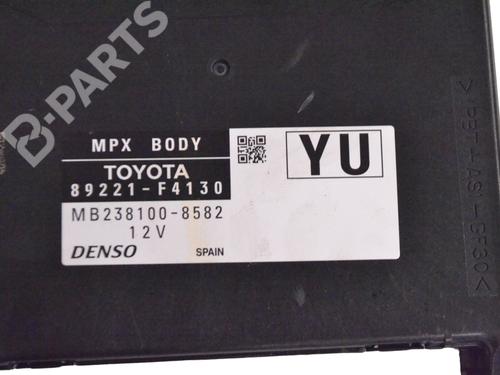 B-PARTS
MPX BODY
TOYOTA
89221-F4130
MB238100-8582
12V
DENSO
SPAIN
YU